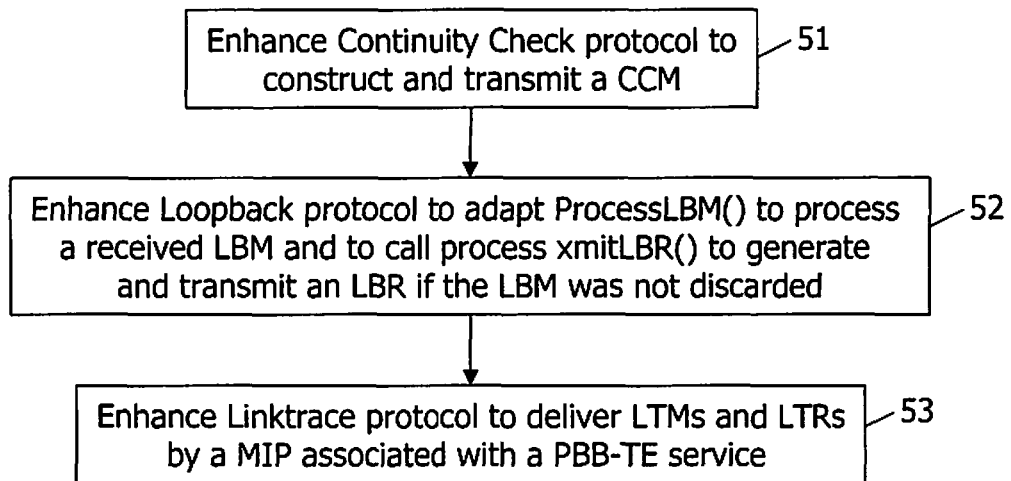 Enhance Continuity Check protocol to
construct and transmit a CCM
51
Enhance Loopback protocol to adapt ProcessLBM() to process
a received LBM and to call process xmitLBR() to generate
and transmit an LBR if the LBM was not discarded
52
Enhance Linktrace protocol to deliver LTMs and LTRs
by a MIP associated with a PBB-TE service
53